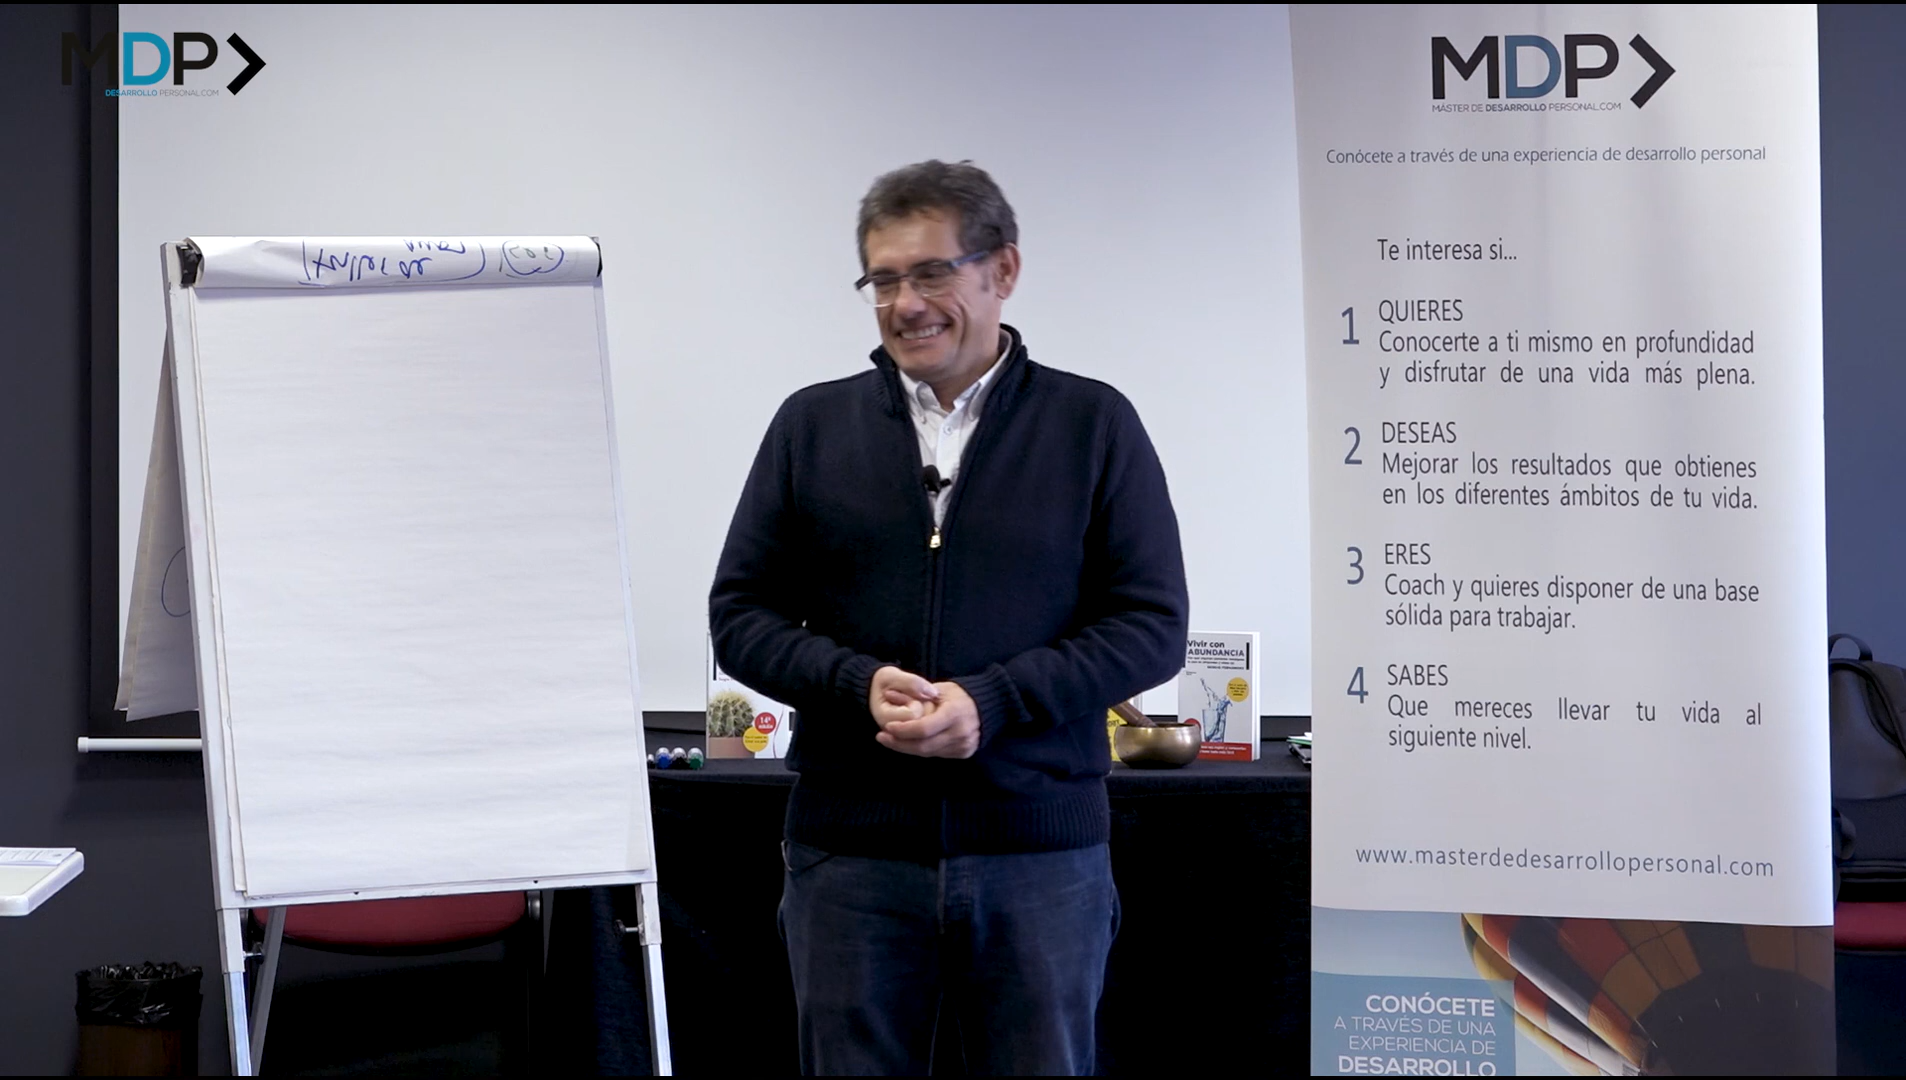 MDP
DESARROLLO PERSONAL.COM
MDP
MÁSTER DE DESARROLLO PERSONAL.COM
Conócete a través de una experiencia de desarrollo personal
Te interesa si...
1 QUIERES
Conocerte a ti mismo en profundidad
y disfrutar de una vida más plena.
2 DESEAS
Mejorar los resultados que obtienes
en los diferentes ámbitos de tu vida.
3 ERES
Coach y quieres disponer de una base
sólida para trabajar.
4 SABES
Que mereces llevar tu vida al
siguiente nivel.
www.masterdedesarrollopersonal.com
CONÓCETE
A TRAVÉS DE UNA
EXPERIENCIA DE
DESARROLLO
Vivir con
ABUNDANCIA
14ª